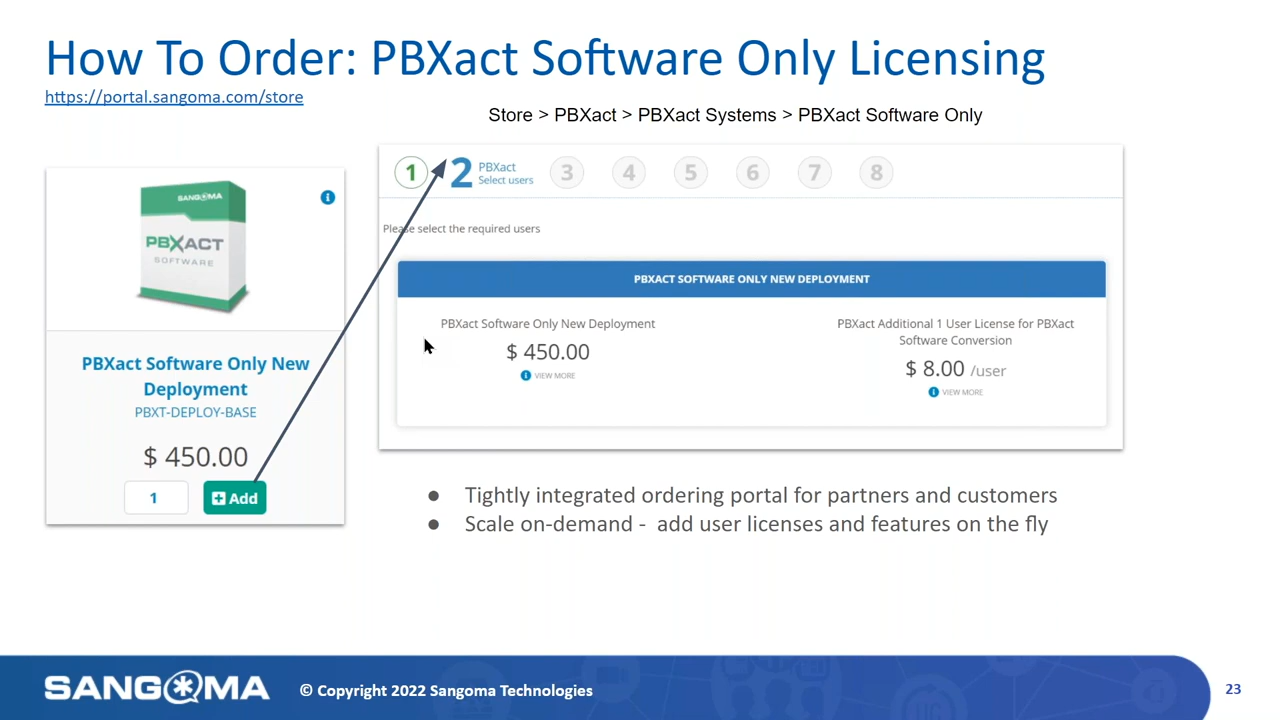 How To Order: PBXact Software Only Licensing
https://portal.sangoma.com/store
Store > PBXact > PBXact Systems > PBXact Software Only
SANGOMA
PBXACT
SOFTWARE
PBXact Software Only New
Deployment
PBXT-DEPLOY-BASE
$ 450.00
1
Add
1
2
PBXact
Select users
3
4
5
6
7
8
Please select the required users
PBXACT SOFTWARE ONLY NEW DEPLOYMENT
PBXact Software Only New Deployment
$ 450.00
VIEW MORE
PBXact Additional 1 User License for PBXact
Software Conversion
$ 8.00 /user
VIEW MORE
● Tightly integrated ordering portal for partners and customers
● Scale on-demand - add user licenses and features on the fly
SANGOMA
© Copyright 2022 Sangoma Technologies
23